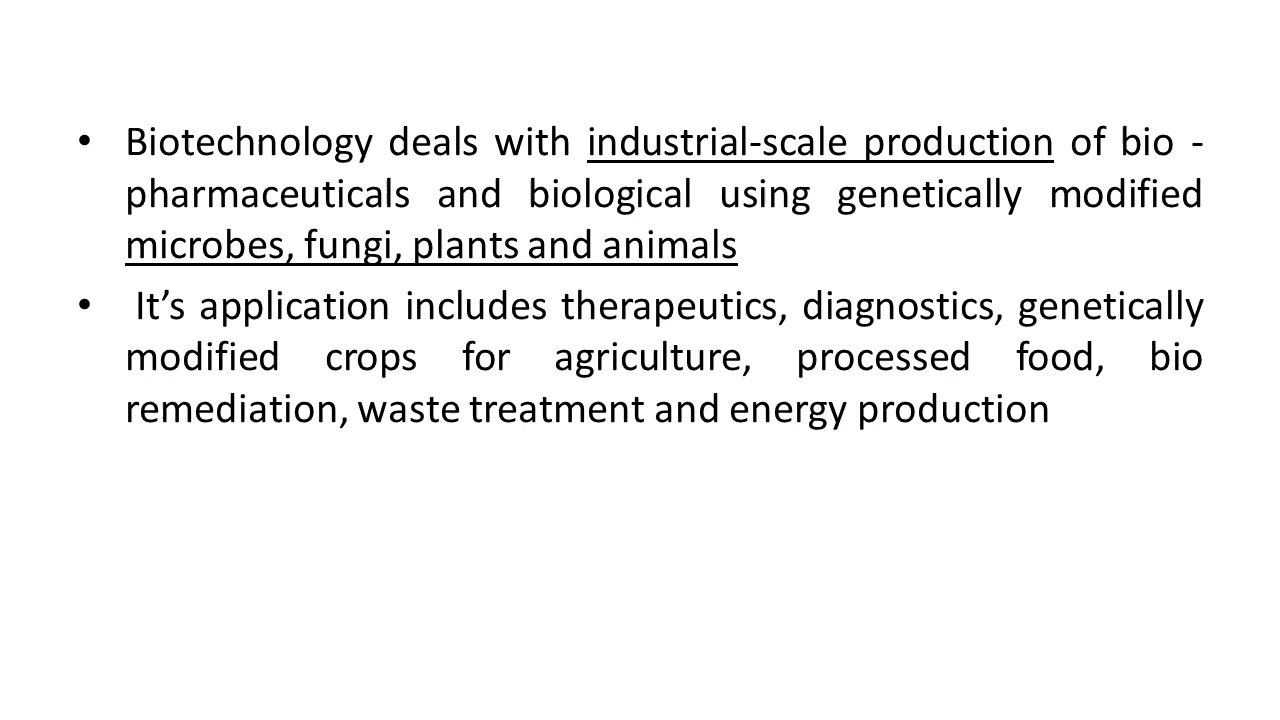 • Biotechnology deals with industrial-scale production of bio -
pharmaceuticals and biological using genetically modified
microbes, fungi, plants and animals
• It’s application includes therapeutics, diagnostics, genetically
modified crops for agriculture, processed food, bio
remediation, waste treatment and energy production